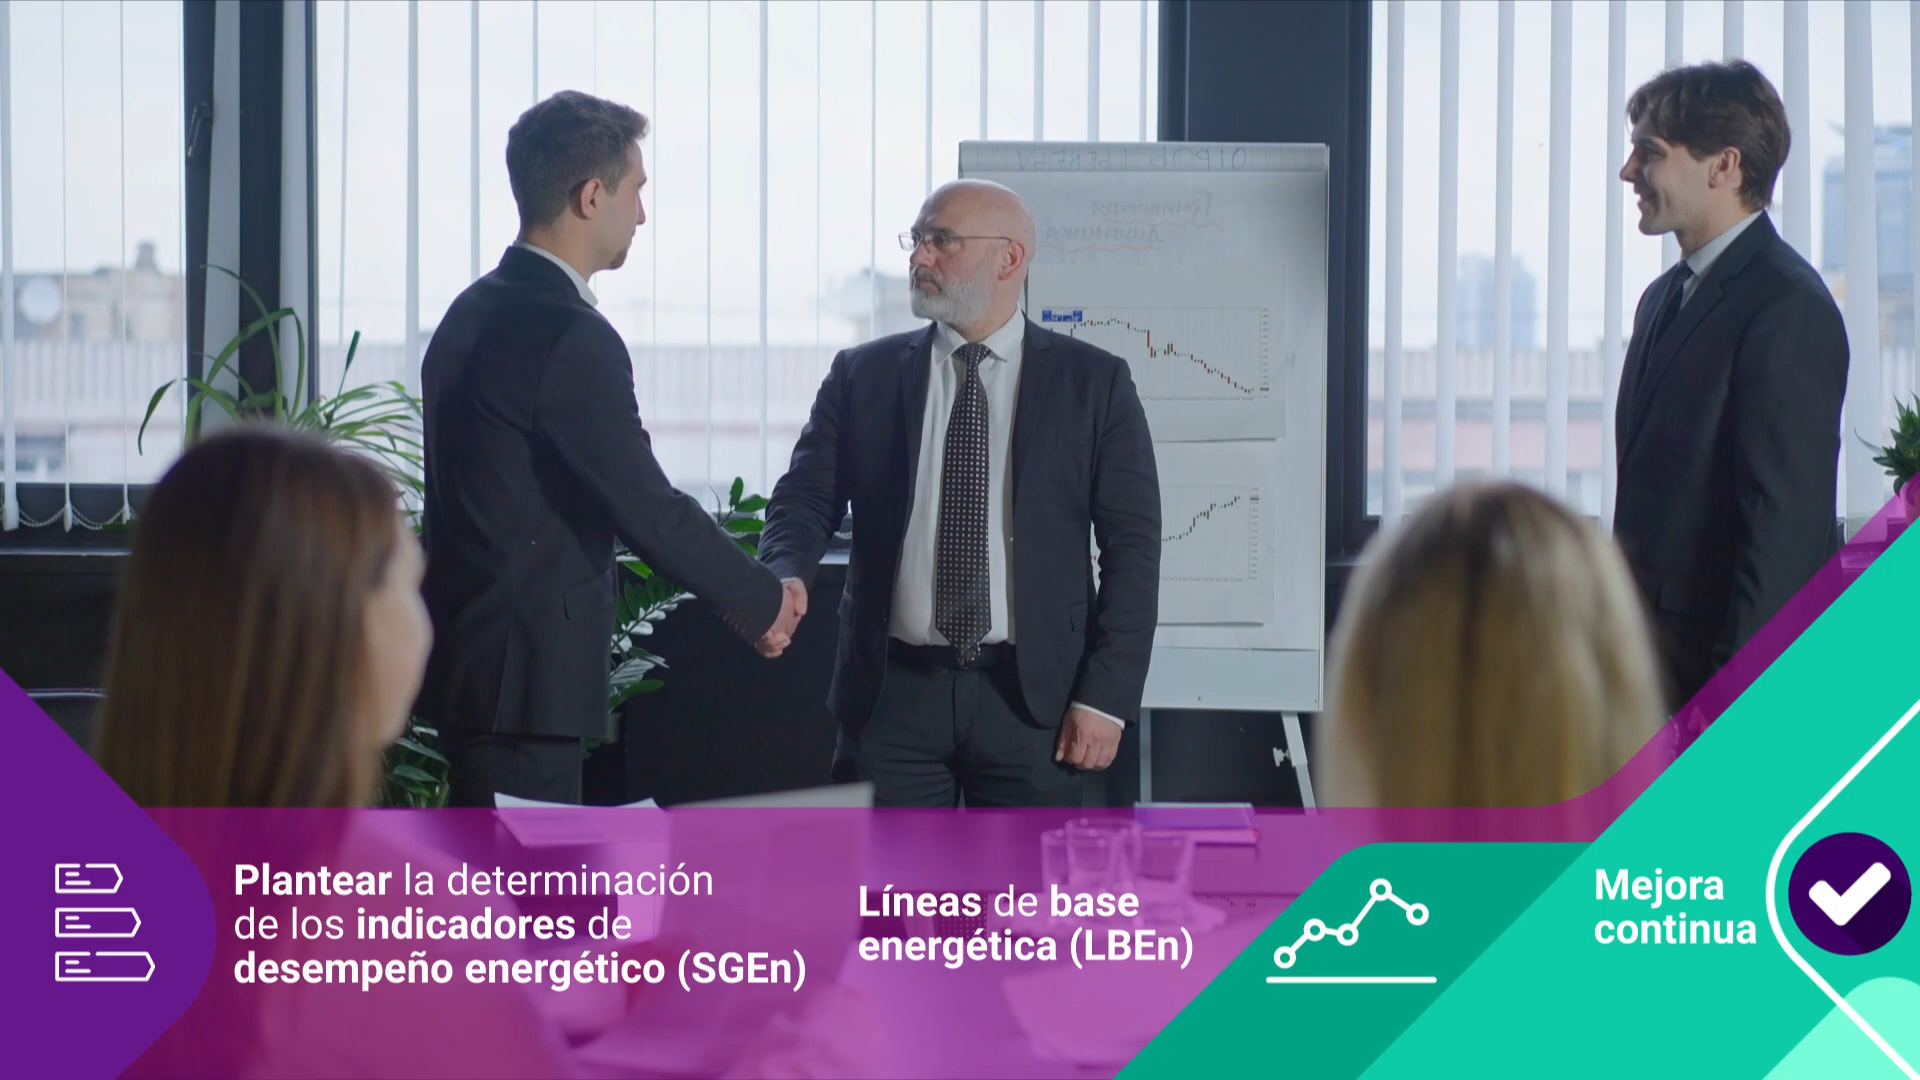 Plantear la determinación
de los indicadores de
desempeño energético (SGEn)
Líneas de base
energética (LBEn)
Mejora
continua